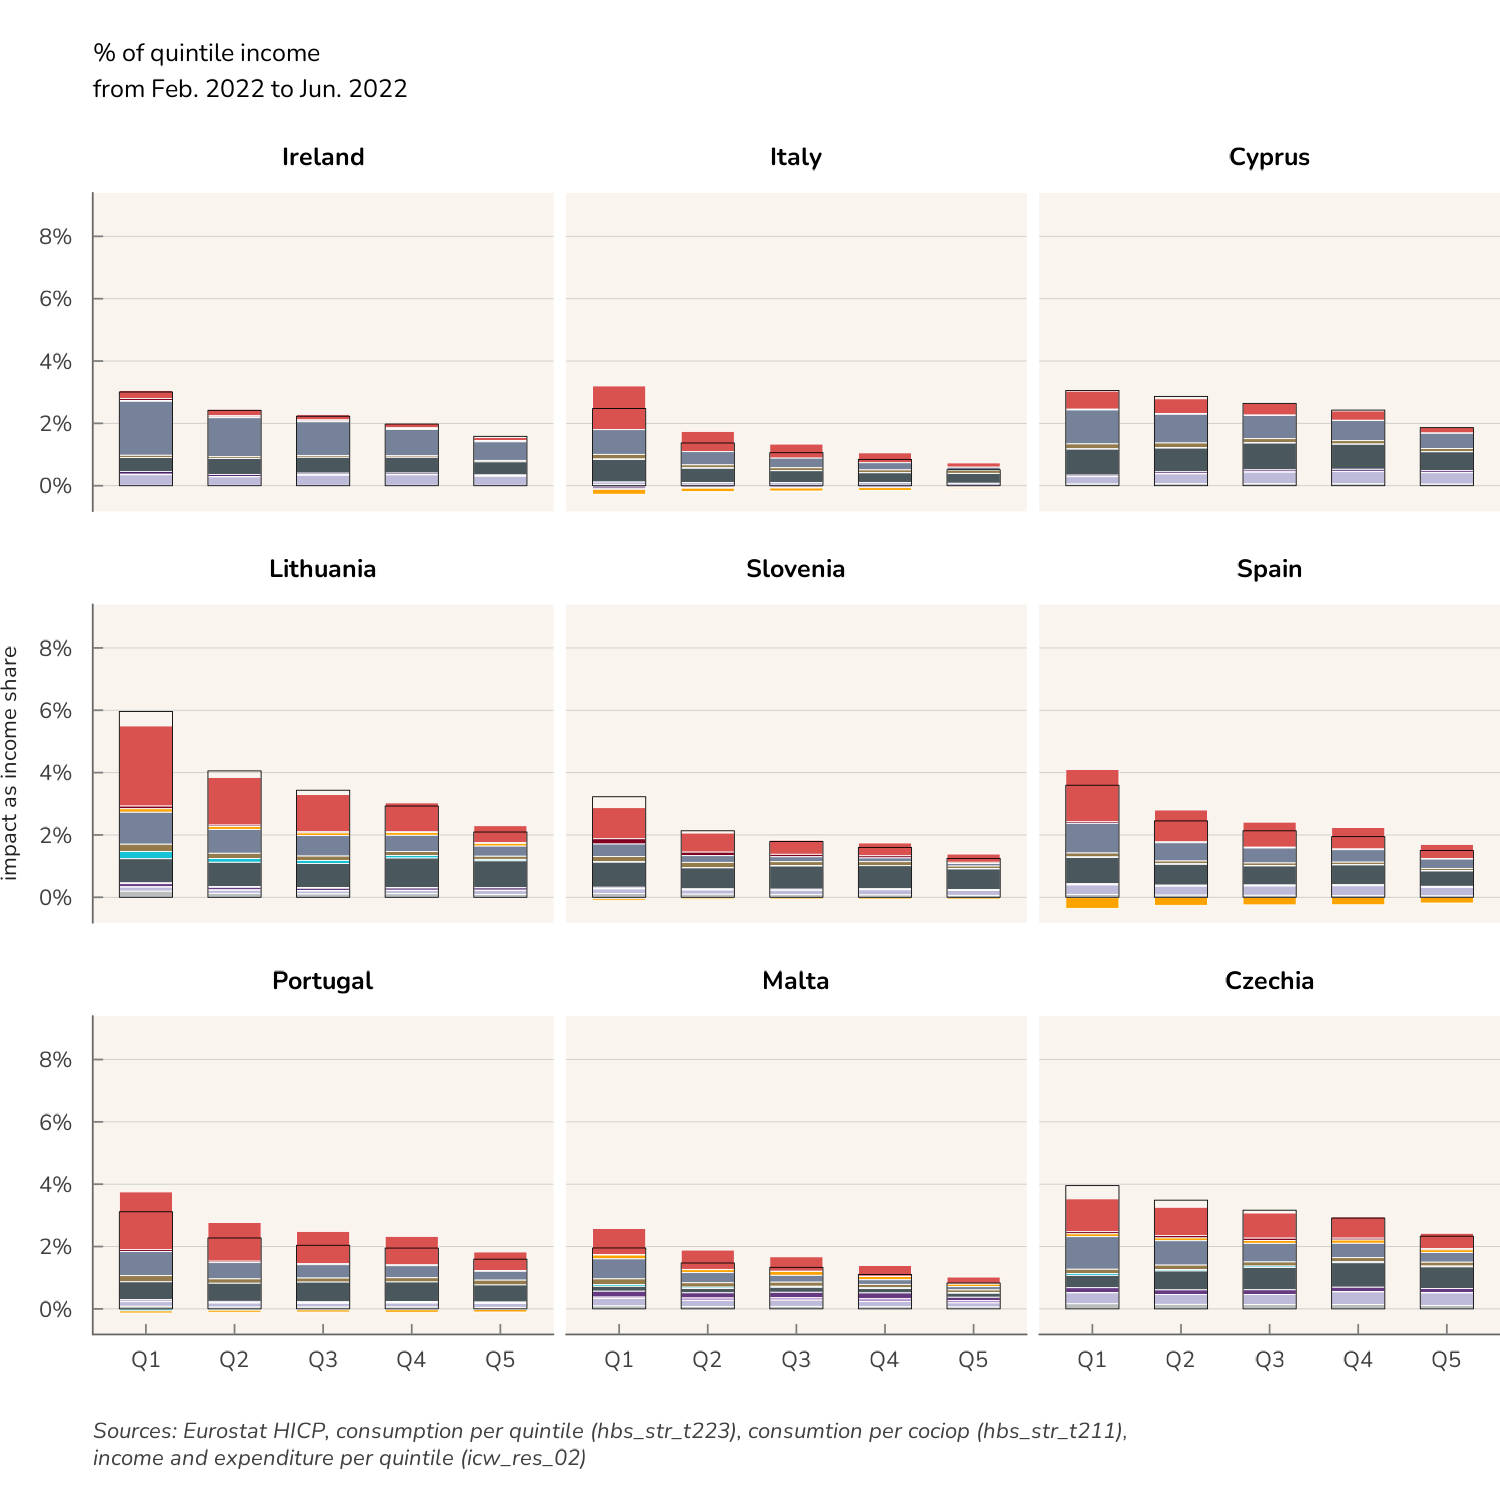 % of quintile income
from Feb. 2022 to Jun. 2022
Ireland
Italy
Cyprus
8%
6%
4%
2%
0%
Lithuania
Slovenia
Spain
impact as income share
8%
6%
4%
2%
0%
Portugal
Malta
Czechia
8%
6%
4%
2%
0%
Q1 Q2 Q3 Q4 Q5
Q1 Q2 Q3 Q4 Q5
Q1 Q2 Q3 Q4 Q5
Sources: Eurostat HICP, consumption per quintile (hbs_str_t223), consumtion per cociop (hbs_str_t211),
income and expenditure per quintile (icw_res_02)